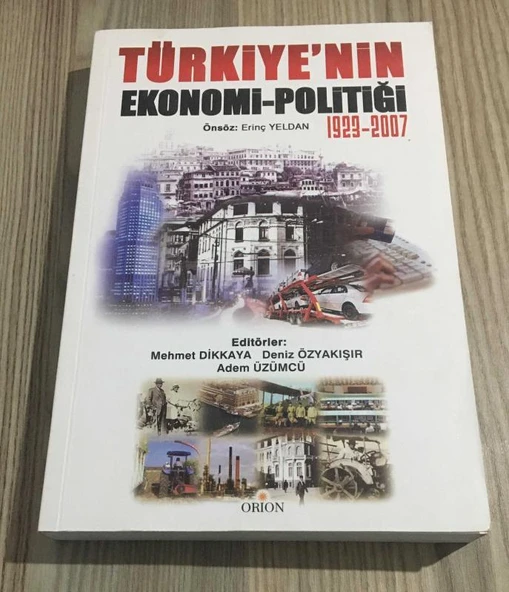 TÜRKİYE'NİN
EKONOMİ-POLİTİĞİ
Önsöz: Erinç YELDAN
1923-2007
Editörler:
Mehmet DİKKAYA Deniz ÖZYAKIŞIR
Adem ÜZÜMCÜ
ORION